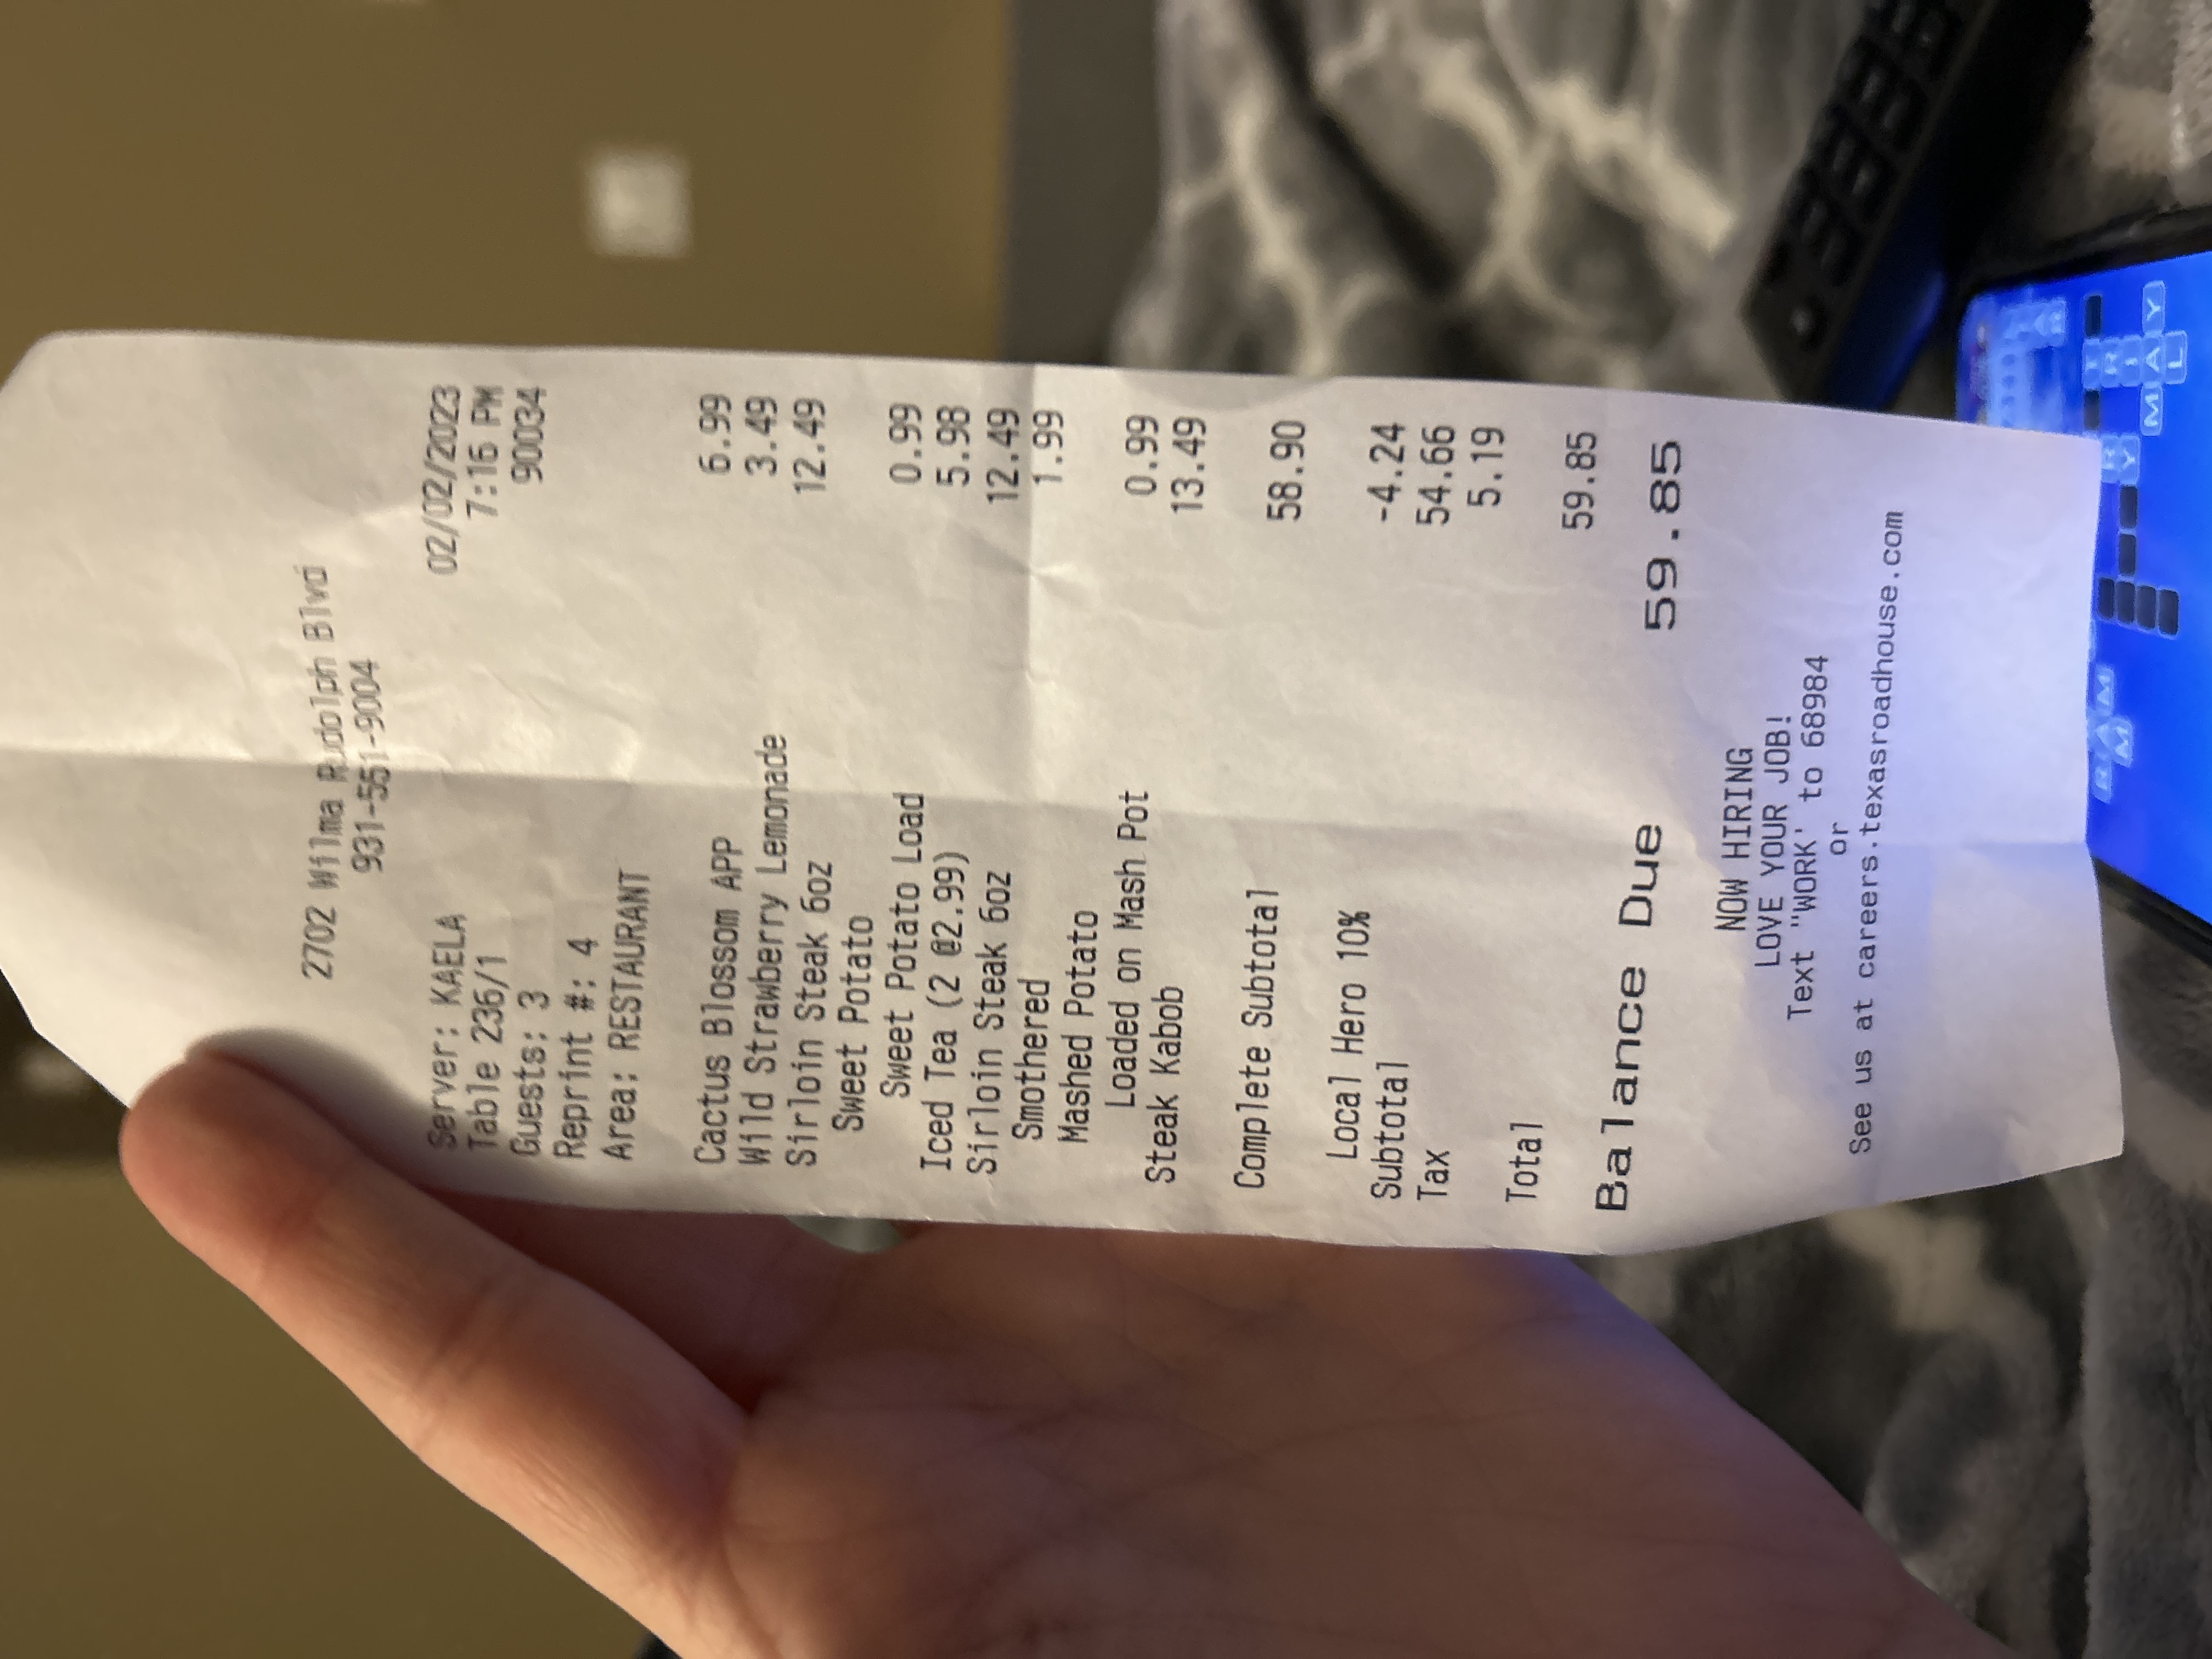 2702 Wilma Rudolph Blvd
931-551-9004
Server: KAELA 02/02/2023
Table 236/1 7:16 PM
Guests: 3 90034
Reprint #: 4
Area: RESTAURANT
Cactus Blossom APP 6.99
Wild Strawberry Lemonade 3.49
Sirloin Steak 6oz 12.49
Sweet Potato
Sweet Potato Load 0.99
Iced Tea (2 @2.99) 5.98
Sirloin Steak 6oz 12.49
Smothered 1.99
Mashed Potato
Loaded on Mash Pot 0.99
Steak Kabob 13.49
Complete Subtotal 58.90
Local Hero 10% -4.24
Subtotal 54.66
Tax 5.19
Total 59.85
Balance Due 59.85
NOW HIRING
LOVE YOUR JOB!
Text "WORK' to 68984
or
See us at careers.texasroadhouse.com
MAY